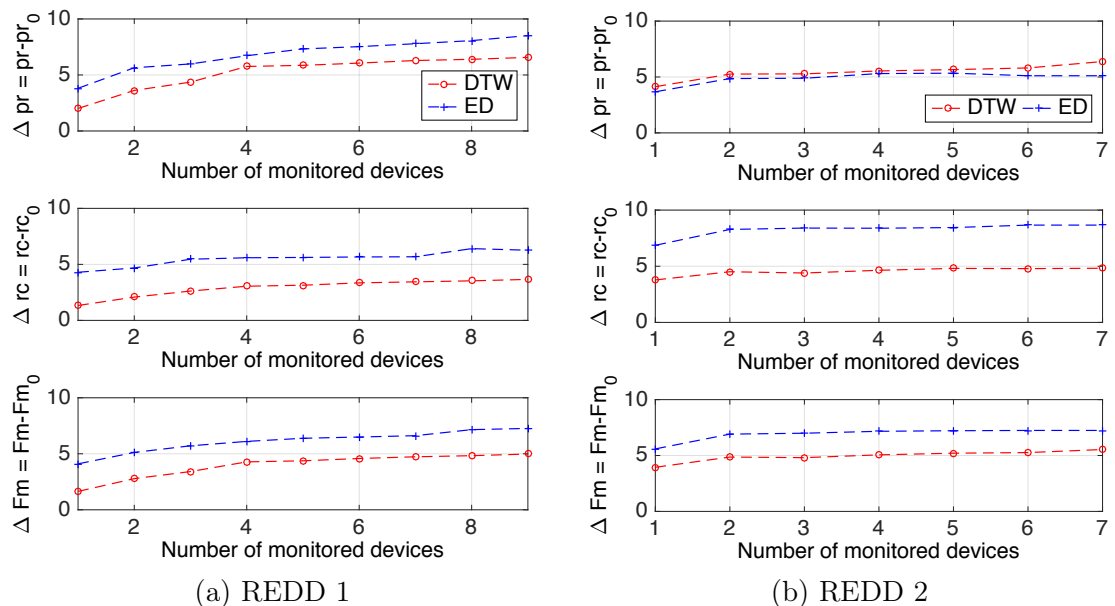 10
5
0
Δ pr = pr-pr0
2 4 6 8
Number of monitored devices
DTW
ED
10
5
0
Δ rc = rc-rc0
2 4 6 8
Number of monitored devices
10
5
0
Δ Fm = Fm-Fm0
2 4 6 8
Number of monitored devices
(a) REDD 1
10
5
0
Δ pr = pr-pr0
1 2 3 4 5 6 7
Number of monitored devices
DTW ED
10
5
0
Δ rc = rc-rc0
1 2 3 4 5 6 7
Number of monitored devices
10
5
0
Δ Fm = Fm-Fm0
1 2 3 4 5 6 7
Number of monitored devices
(b) REDD 2